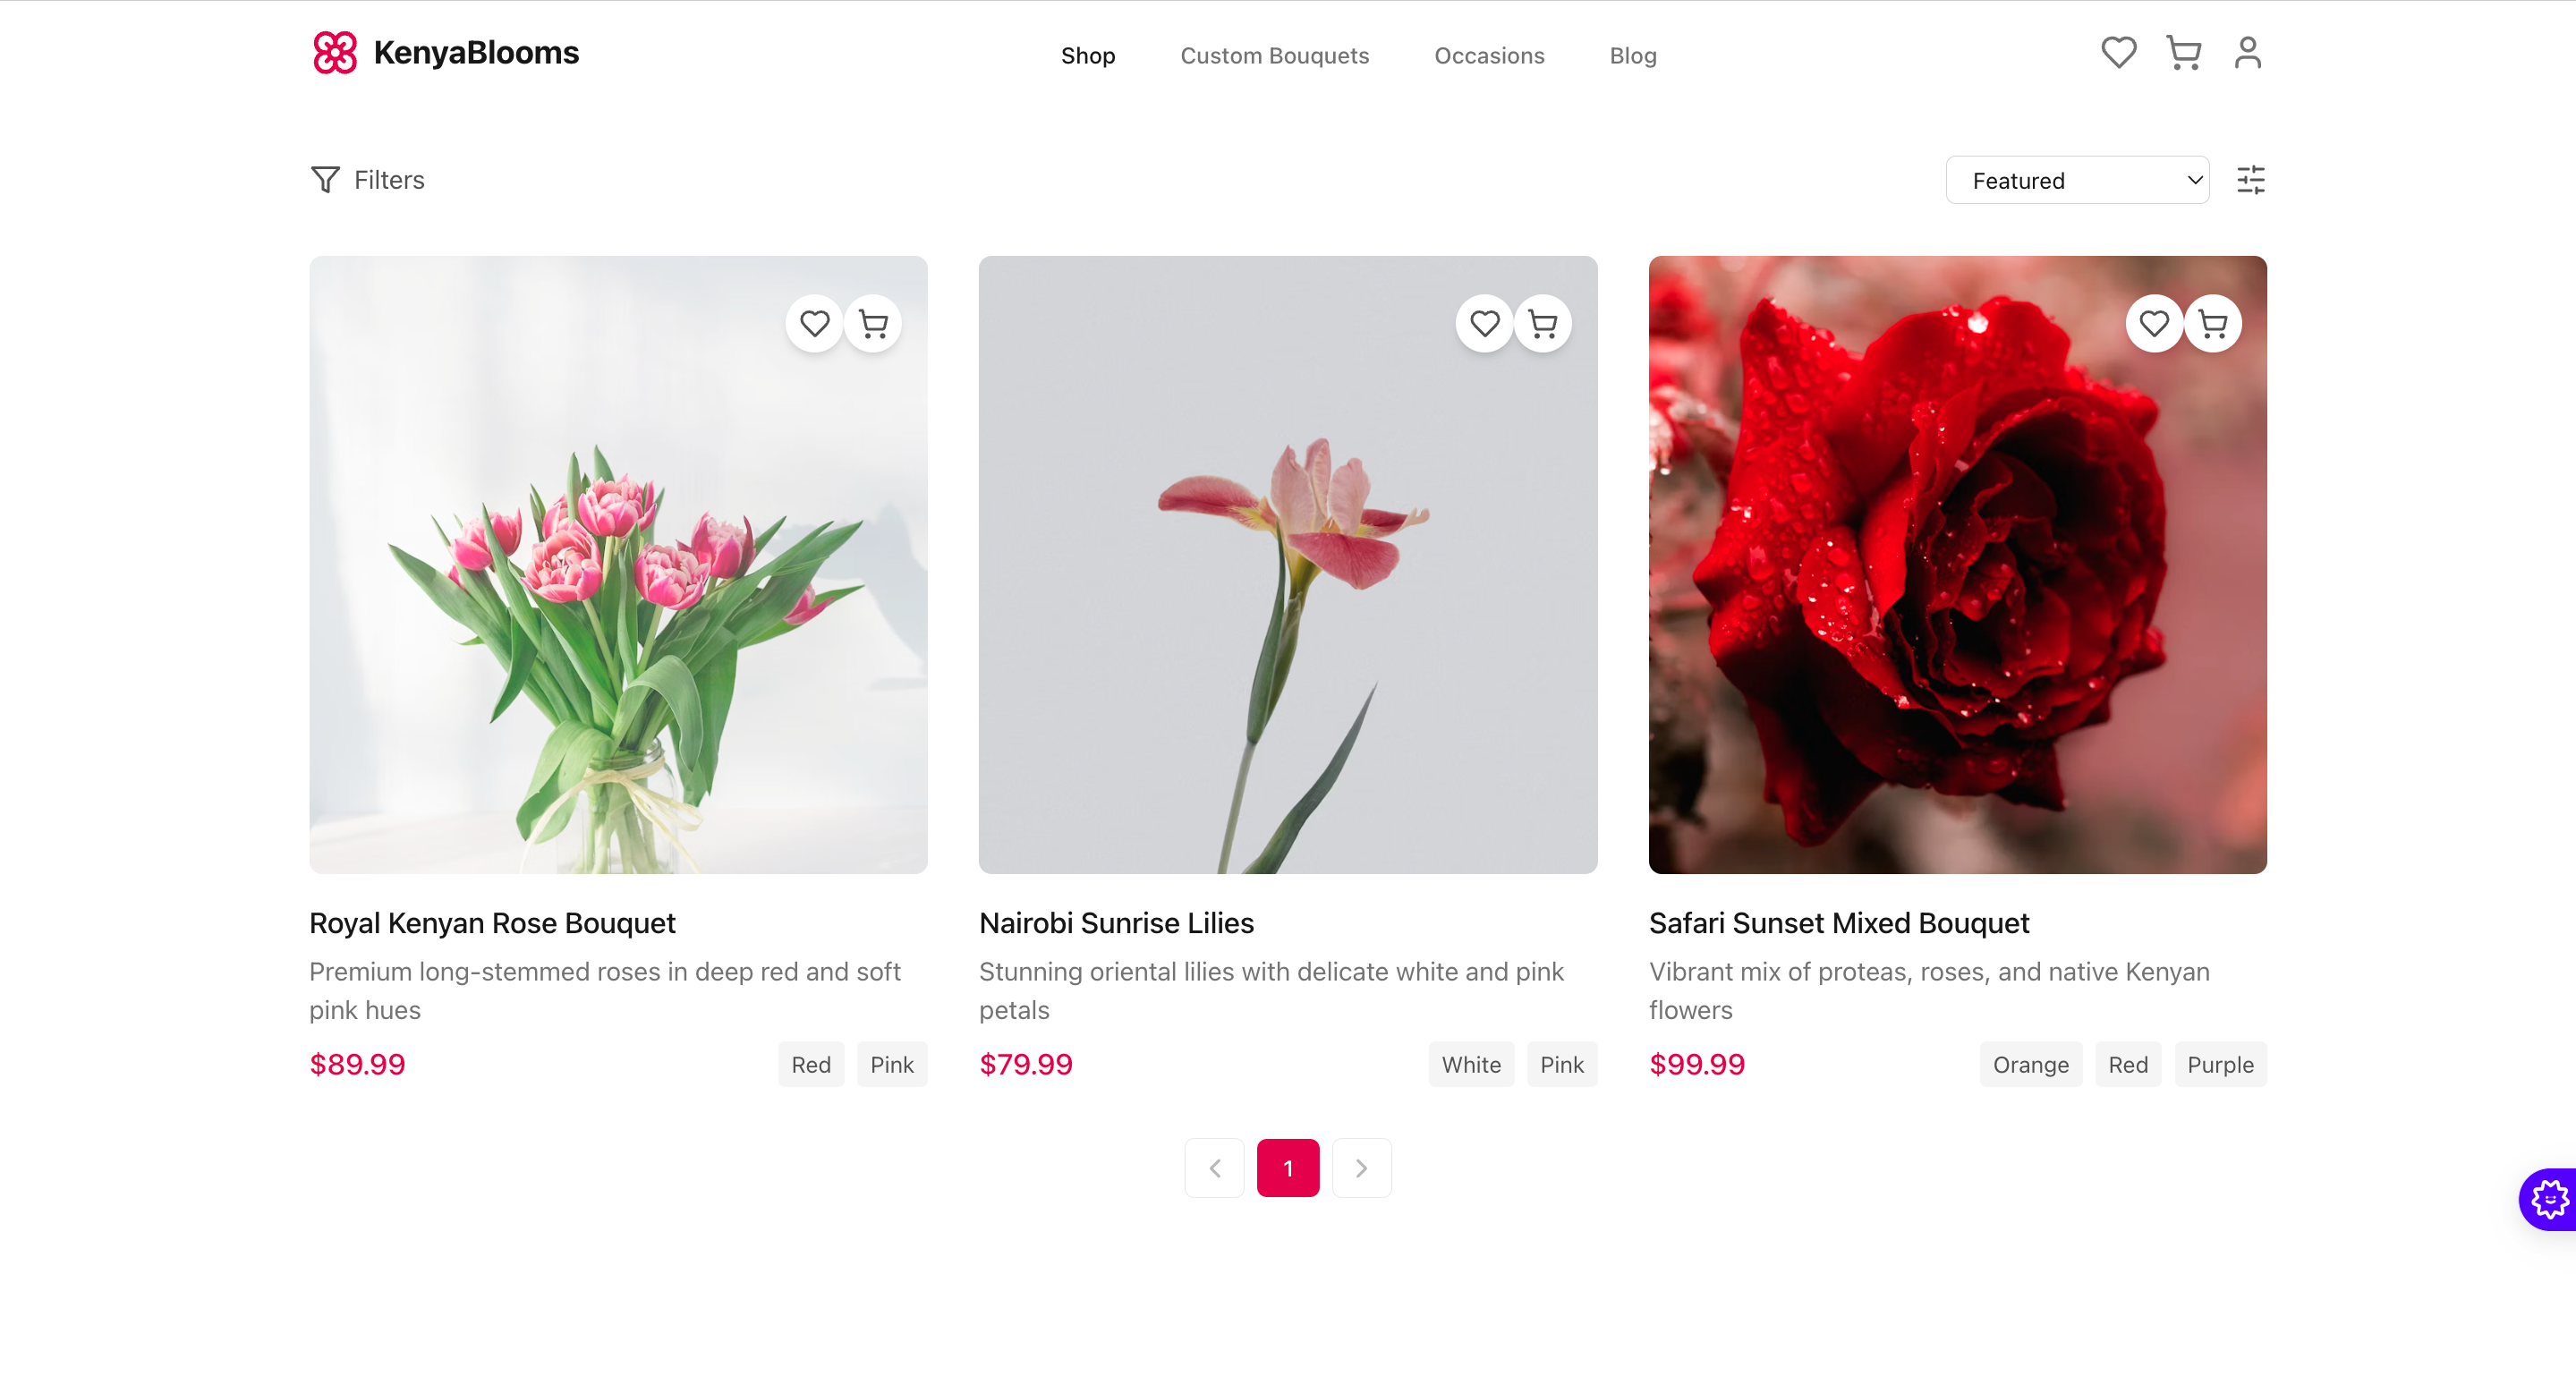 KenyaBlooms
Shop
Custom Bouquets
Occasions
Blog
Filters
Featured
Royal Kenyan Rose Bouquet
Premium long-stemmed roses in deep red and soft
pink hues
$89.99
Red
Pink
Nairobi Sunrise Lilies
Stunning oriental lilies with delicate white and pink
petals
$79.99
White
Pink
Safari Sunset Mixed Bouquet
Vibrant mix of proteas, roses, and native Kenyan
flowers
$99.99
Orange
Red
Purple
1